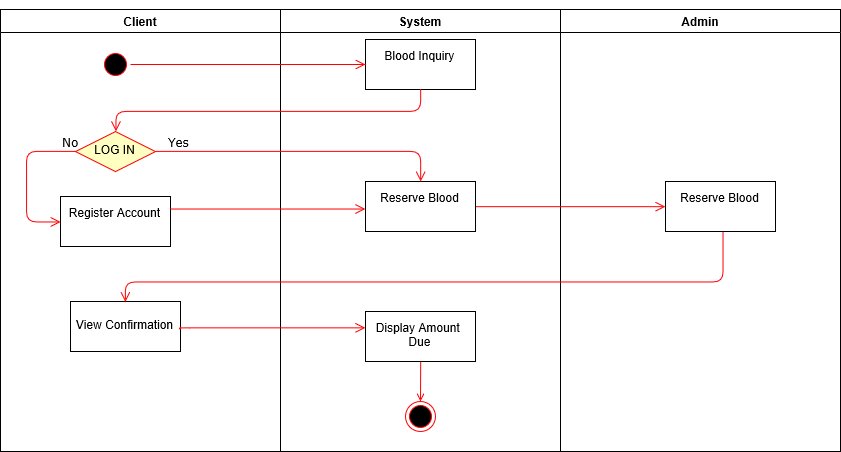 Client
System
Admin
Blood Inquiry
No
LOG IN
Yes
Register Account
Reserve Blood
Reserve Blood
View Confirmation
Display Amount
Due